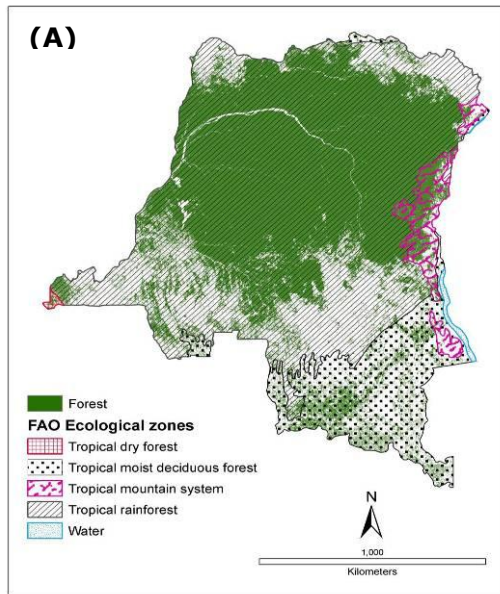 (A)
Forest
FAO Ecological zones
Tropical dry forest
Tropical moist deciduous forest
Tropical mountain system
Tropical rainforest
Water
N
1,000
Kilometers